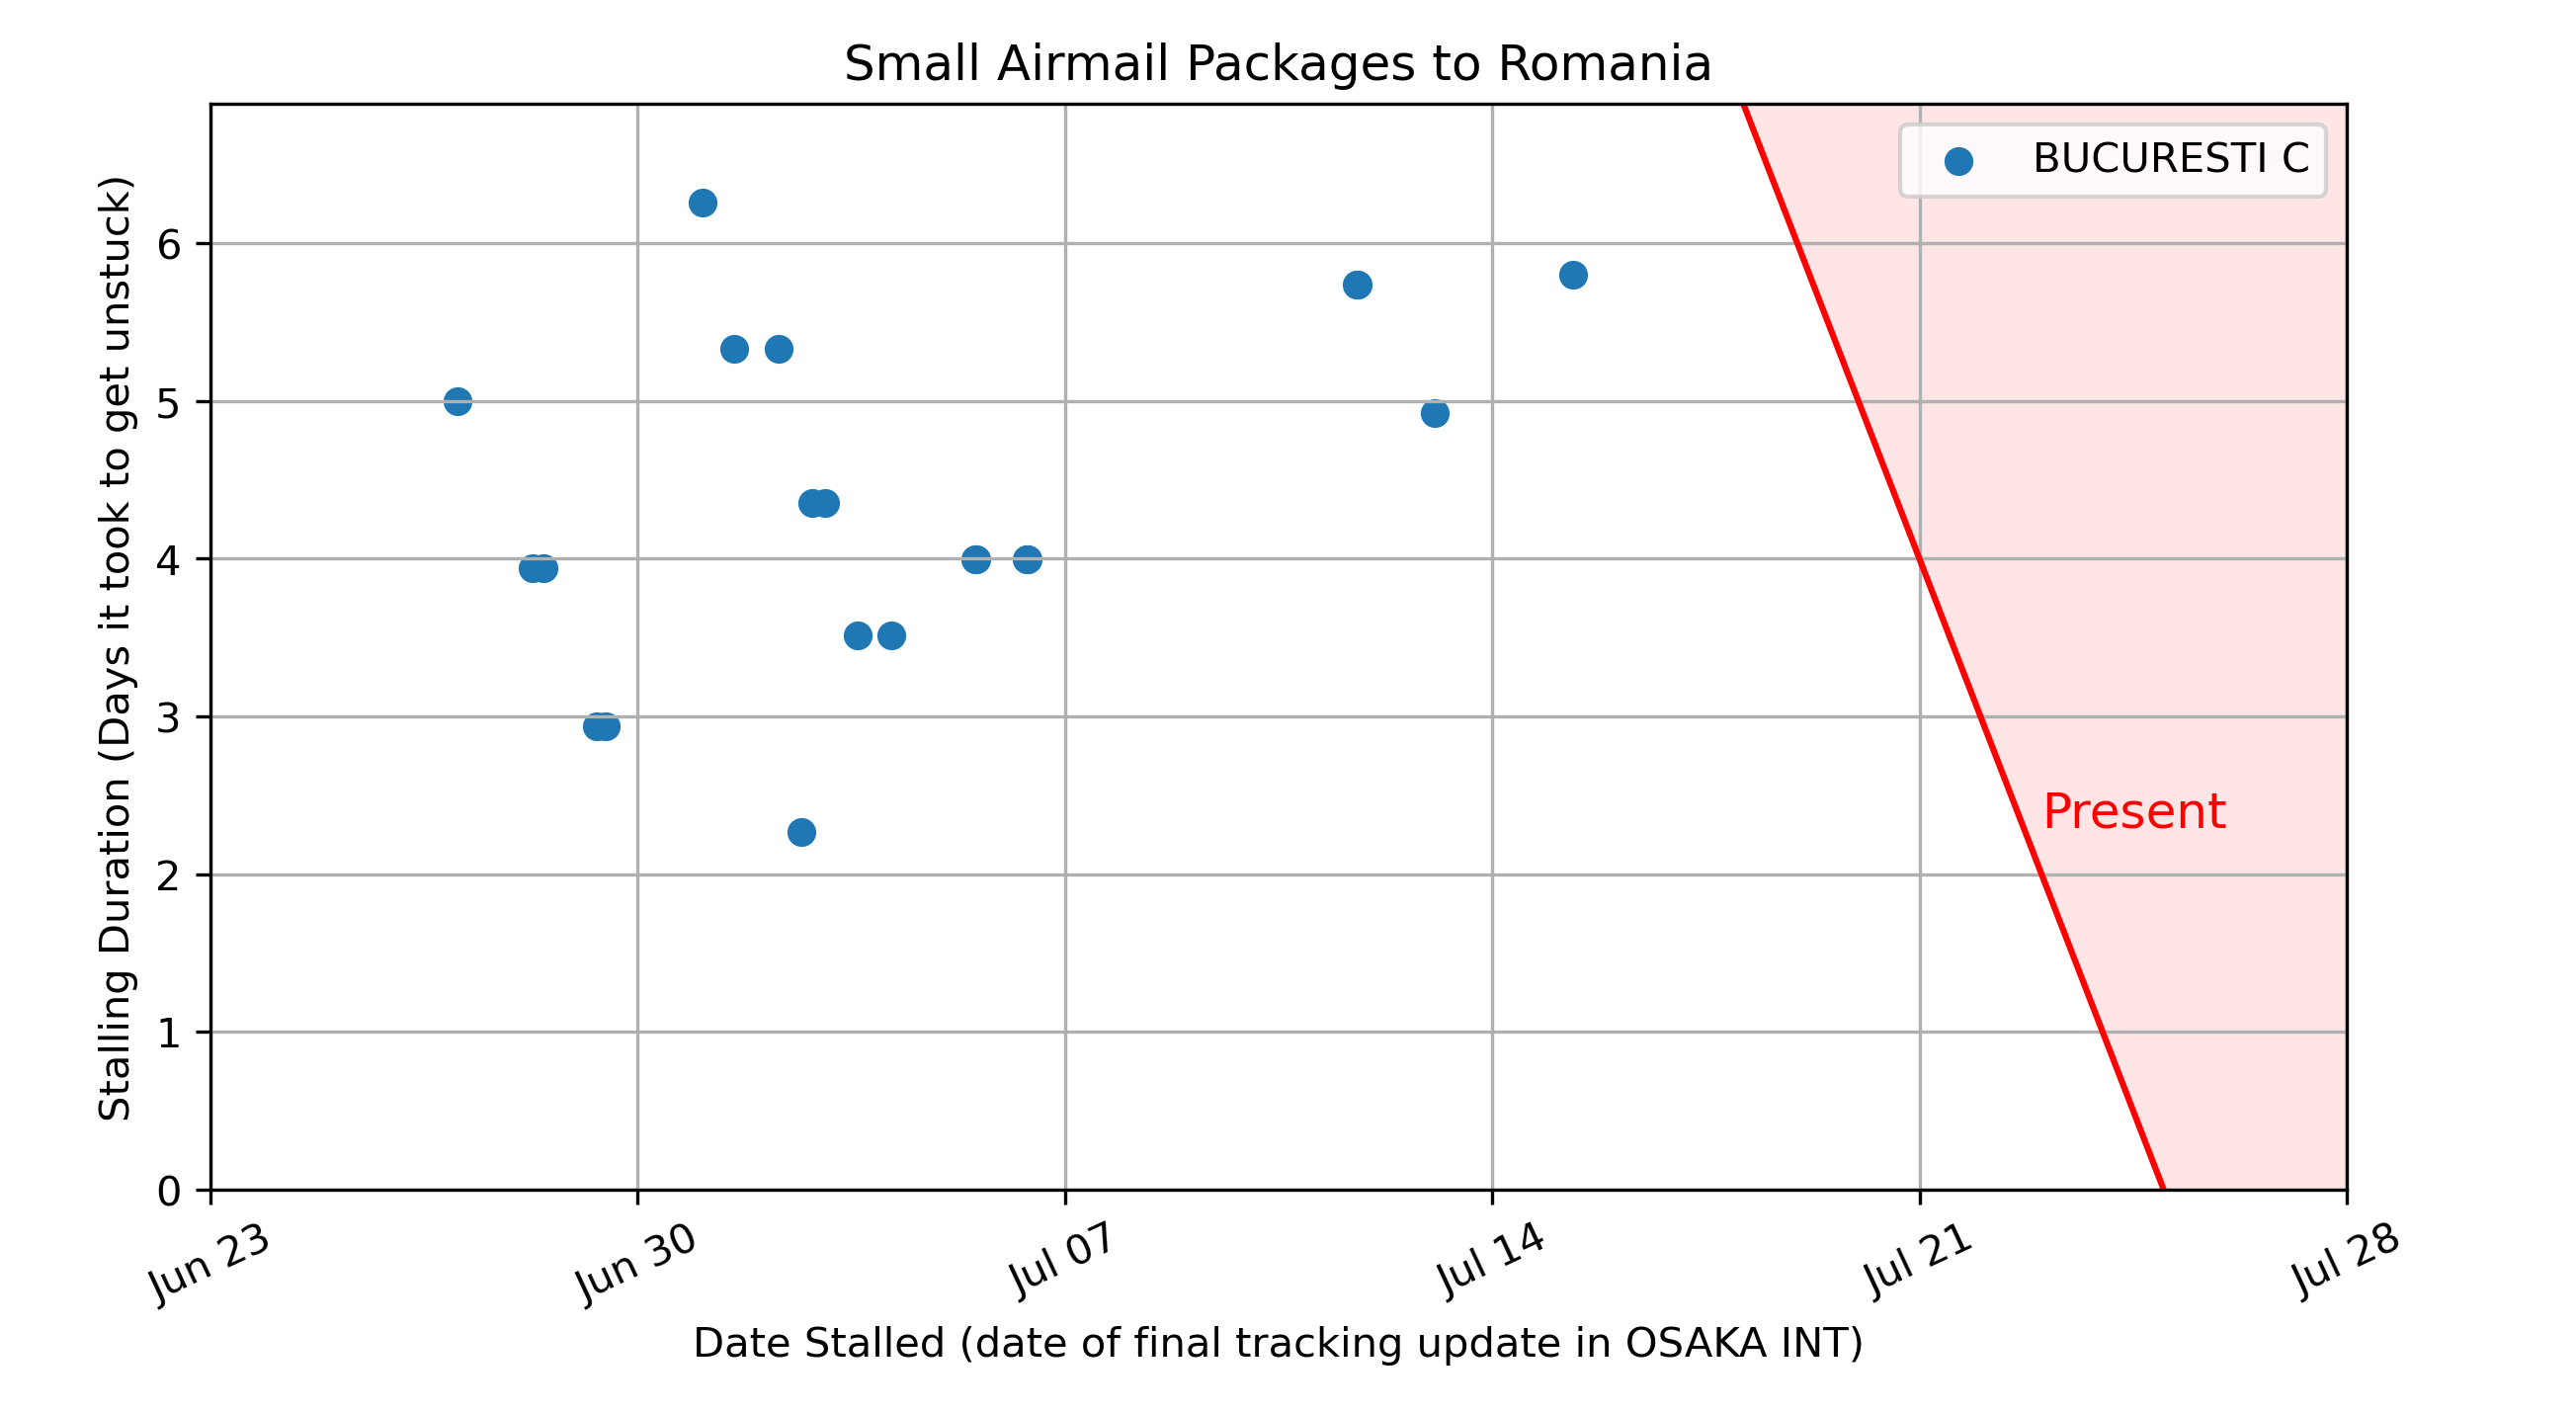 Small Airmail Packages to Romania
BUCURESTI C
Stalling Duration (Days it took to get unstuck)
6
5
4
3
2
1
0
Present
Jun 23
Jun 30
Jul 07
Jul 14
Jul 21
Jul 28
Date Stalled (date of final tracking update in OSAKA INT)